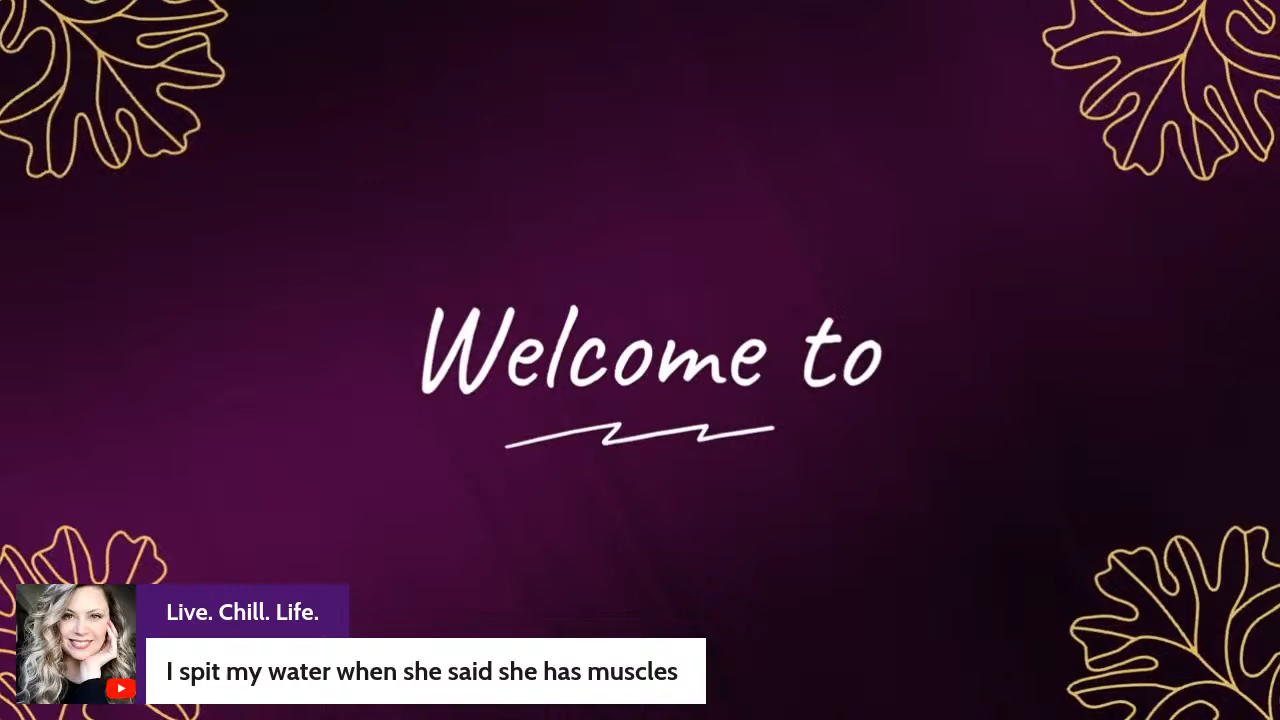 Welcome to
Live. Chill. Life.
I spit my water when she said she has muscles